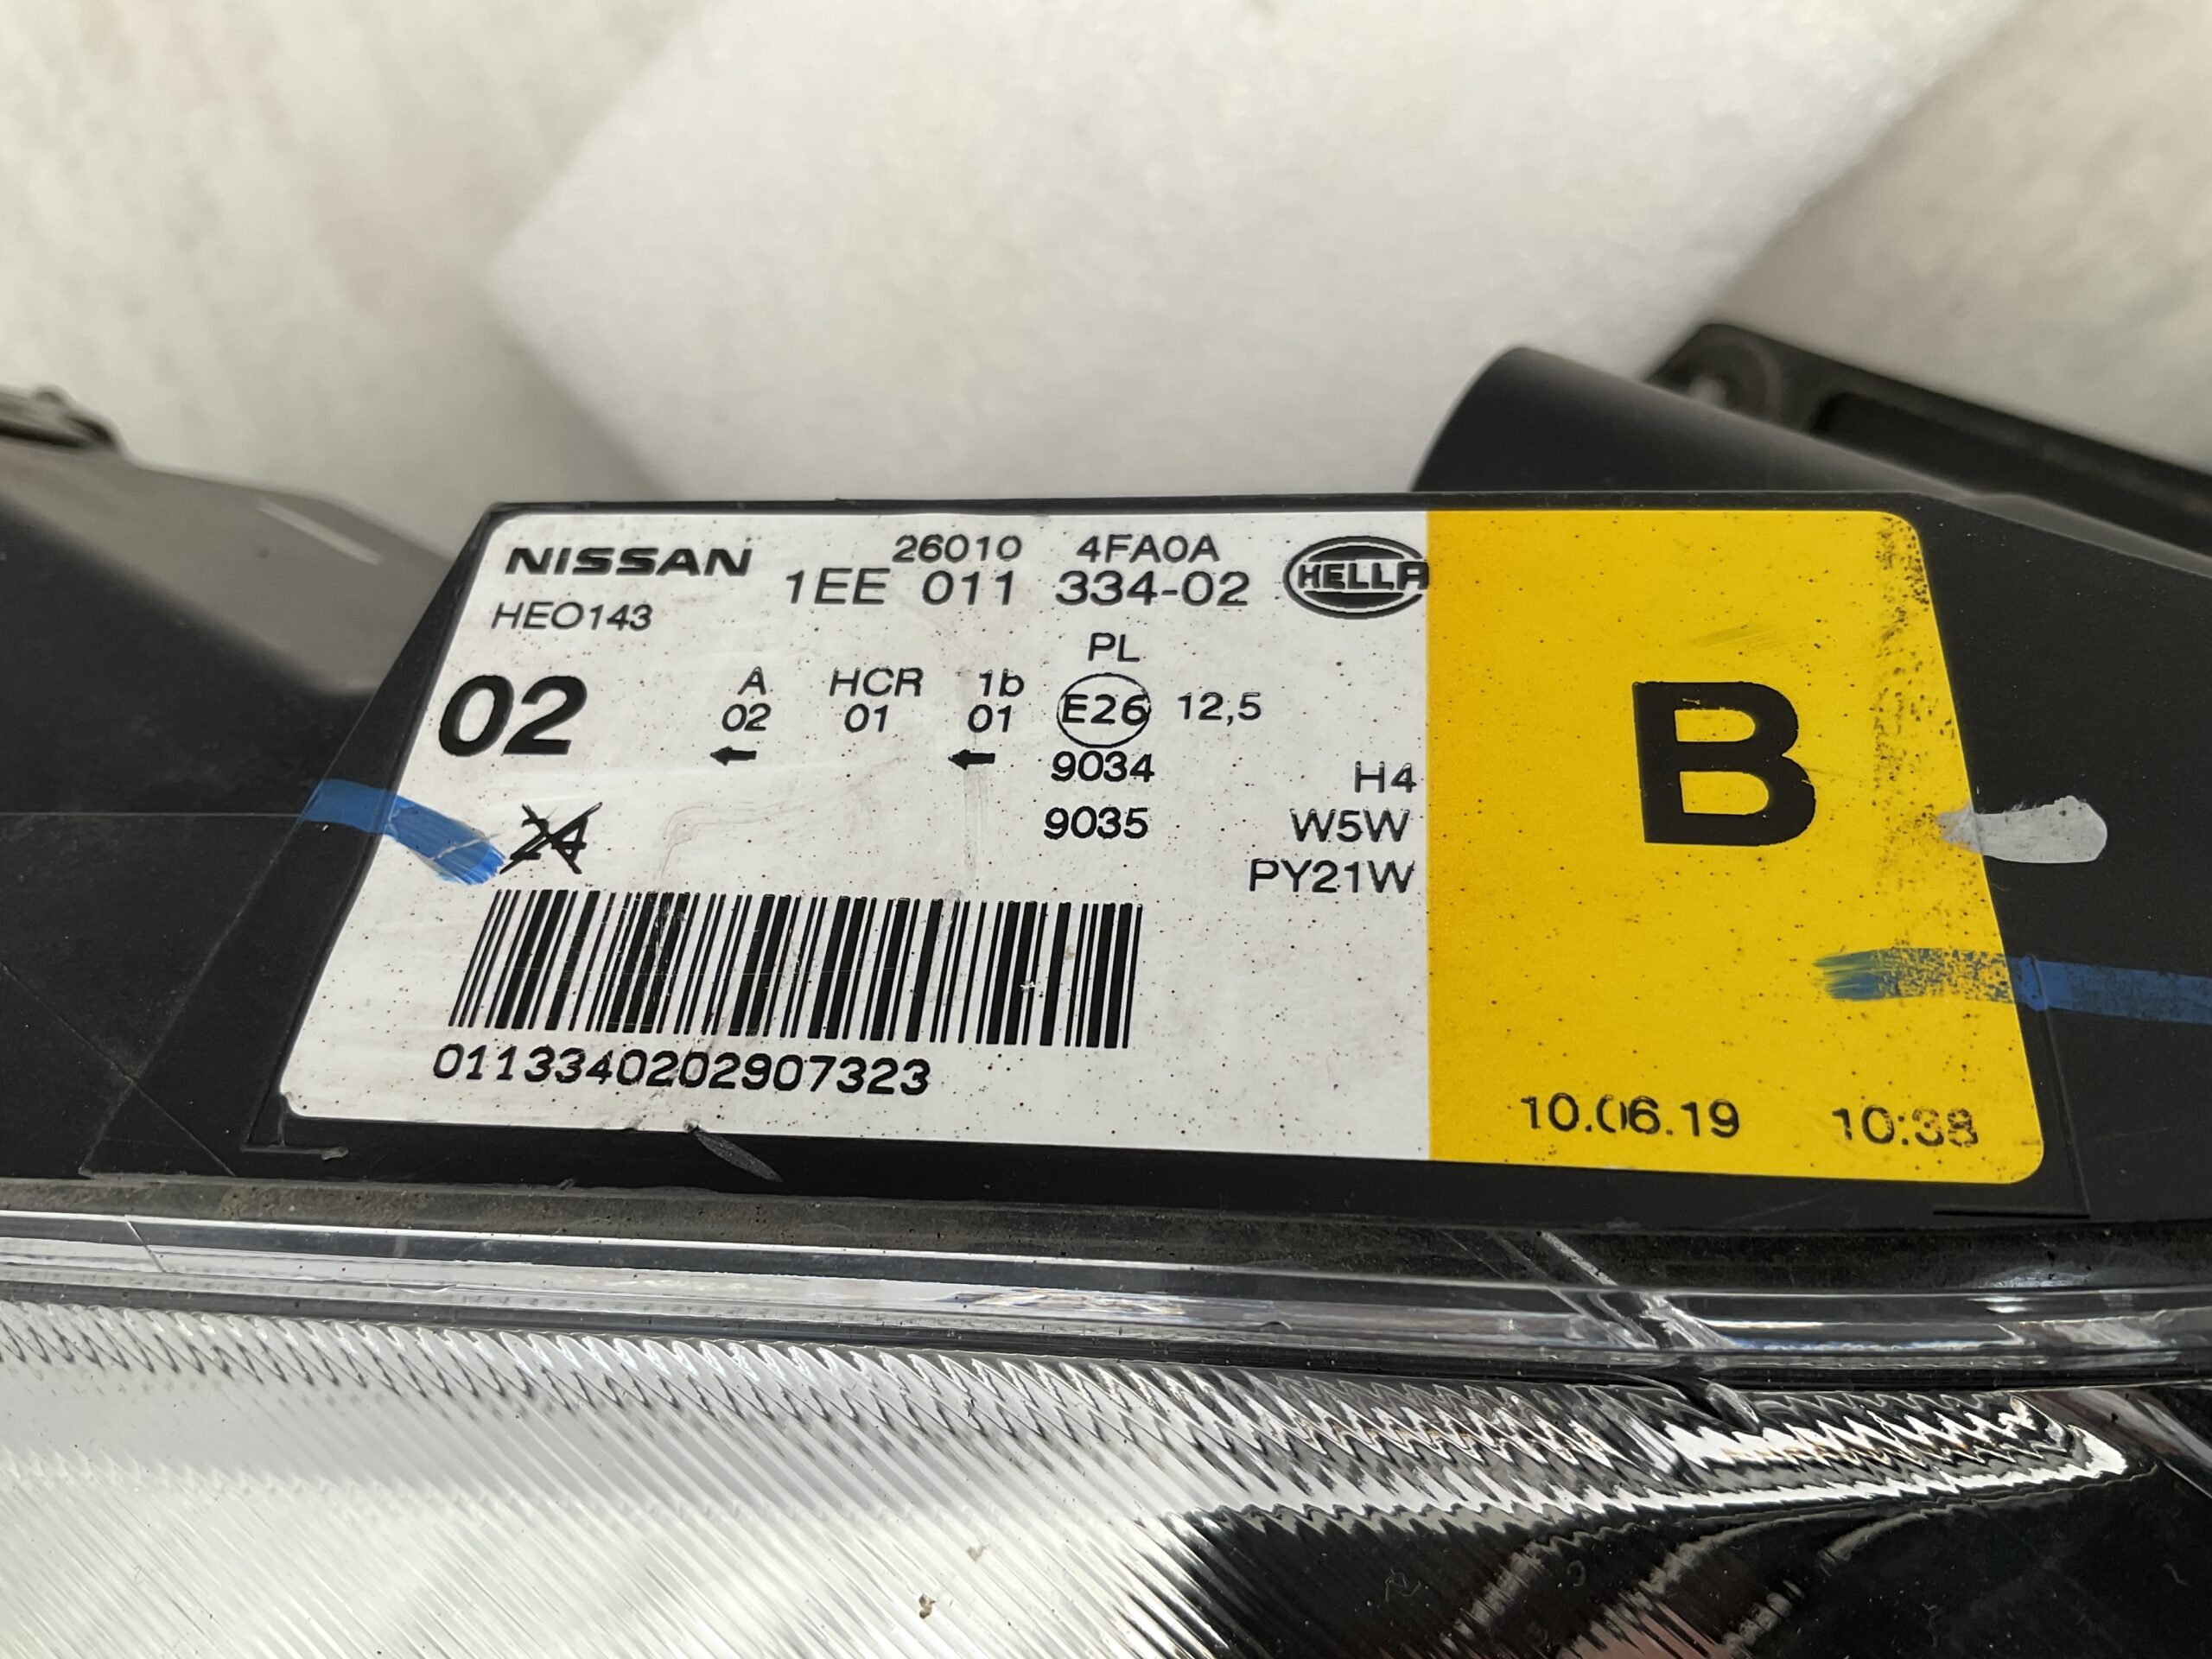 NISSAN 26010 4FA0A HELLA
1EE 011 334-02
HEO143
PL
02 A HCR 1b E26 12,5
02 01 01
9034 H4
24 9035 W5W
PY21W
B
0113340202907323
10.06.19 10:38